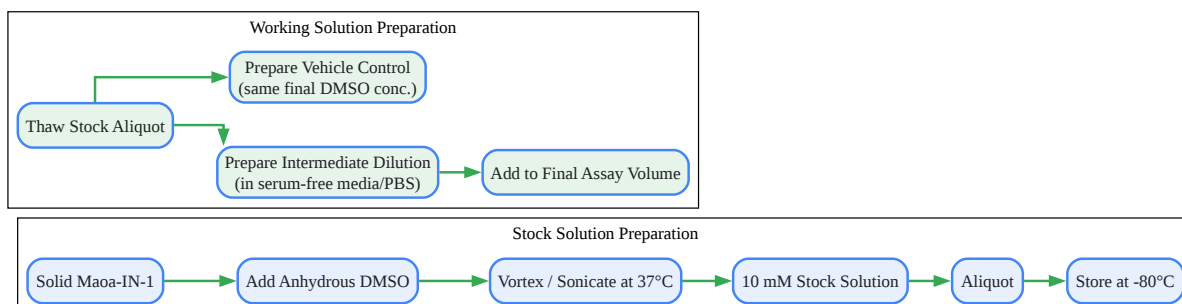 Working Solution Preparation
Prepare Vehicle Control
(same final DMSO conc.)
Thaw Stock Aliquot
Prepare Intermediate Dilution
(in serum-free media/PBS)
Add to Final Assay Volume
Stock Solution Preparation
Solid Maoa-IN-1
Add Anhydrous DMSO
Vortex / Sonicate at 37°C
10 mM Stock Solution
Aliquot
Store at -80°C